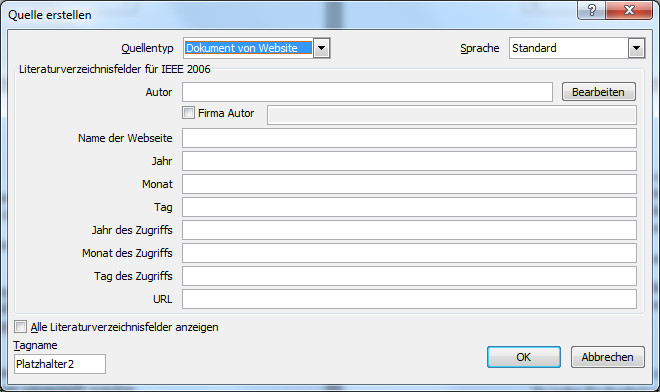 Quelle erstellen
Quellentyp Dokument von Website Sprache Standard
Literaturverzeichnisfelder für IEEE 2006
Autor Bearbeiten
Firma Autor
Name der Webseite
Jahr
Monat
Tag
Jahr des Zugriffs
Monat des Zugriffs
Tag des Zugriffs
URL
Alle Literaturverzeichnisfelder anzeigen
Tagname
Platzhalter2 OK Abbrechen